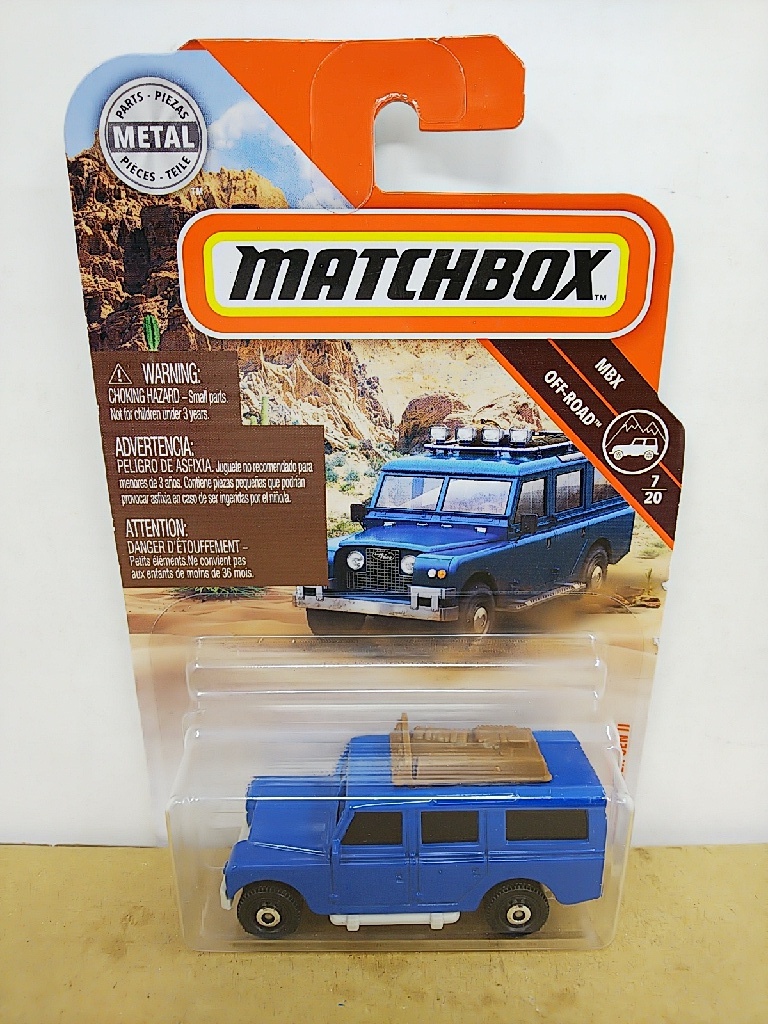 PARTS - PIEZAS
METAL
PIECES - TEILE
™
MATCHBOX™
MBX
OFF-ROAD™
7
20
WARNING:
CHOKING HAZARD – Small parts.
Not for children under 3 years.
ADVERTENCIA:
PELIGRO DE ASFIXIA. Juguete no recomendado para
menores de 3 años. Contiene piezas pequeñas que podrían
provocar asfixia en caso de ser ingeridas por el niño/a.
ATTENTION:
DANGER D'ÉTOUFFEMENT –
Petits éléments.Ne convient pas
aux enfants de moins de 36 mois.